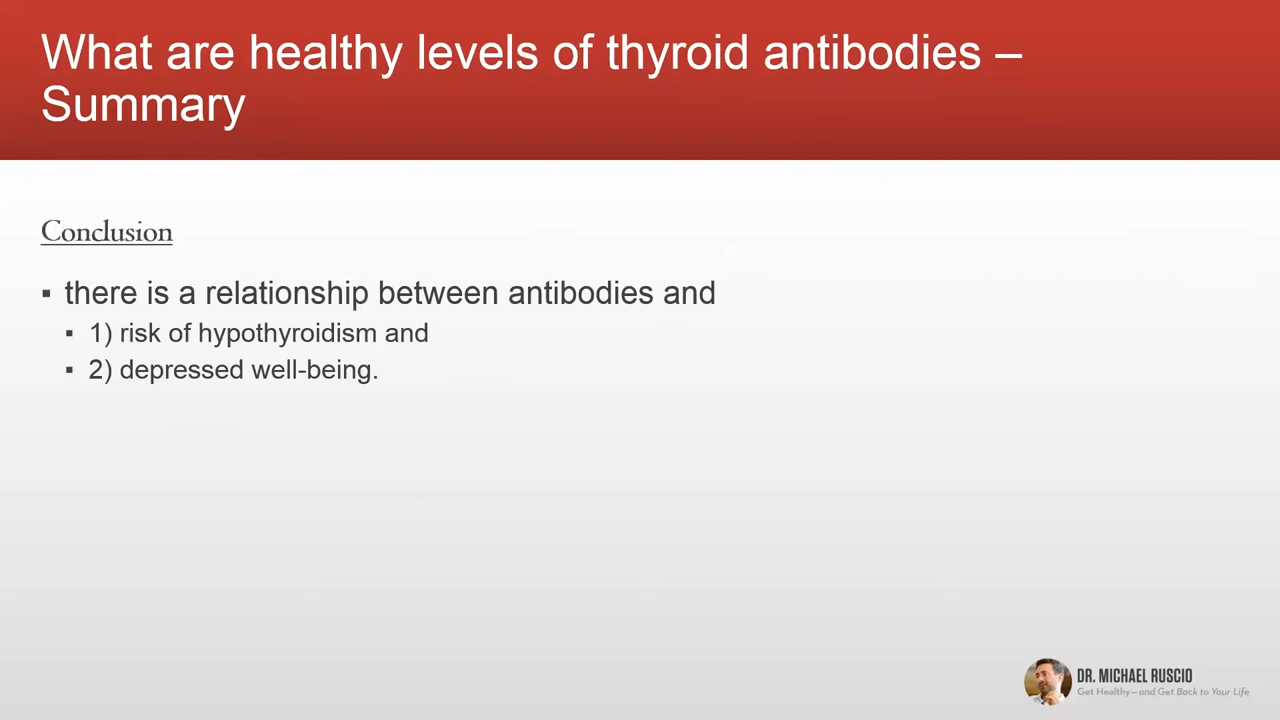 What are healthy levels of thyroid antibodies –
Summary
Conclusion
▪ there is a relationship between antibodies and
▪ 1) risk of hypothyroidism and
▪ 2) depressed well-being.
DR. MICHAEL RUSCIO
Get Healthy—and Get Back to Your Life